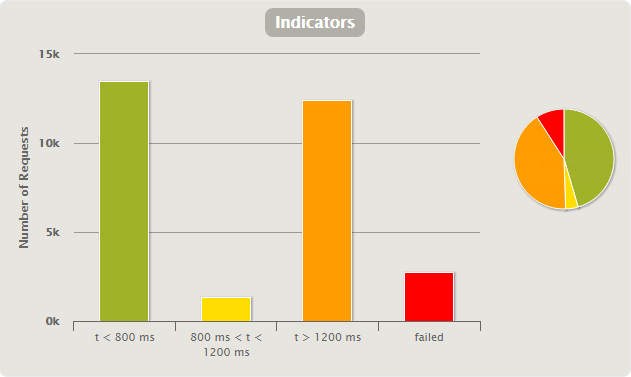 Indicators
15k
10k
5k
0k
Number of Requests
t < 800 ms
800 ms < t <
1200 ms
t > 1200 ms
failed